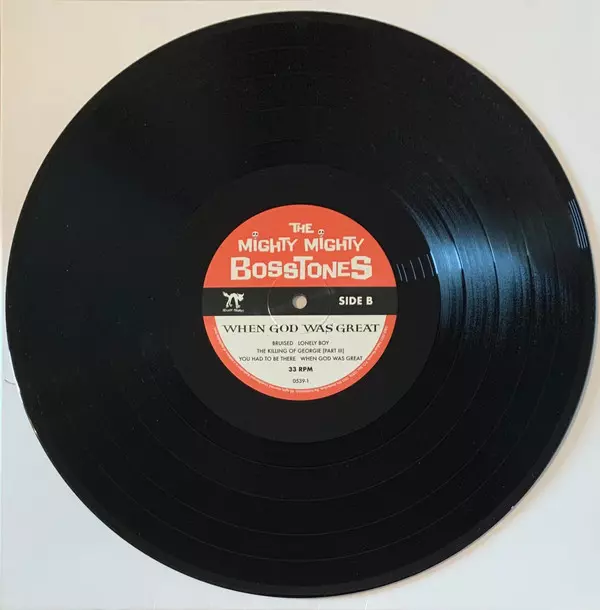 THE
MIGHTY MIGHTY
BOSSTONES
SIDE B
WHEN GOD WAS GREAT
BRUISED LONELY BOY
THE KILLING OF GEORGIE [PART III]
YOU HAD TO BE THERE WHEN GOD WAS GREAT
33 RPM
0539-1